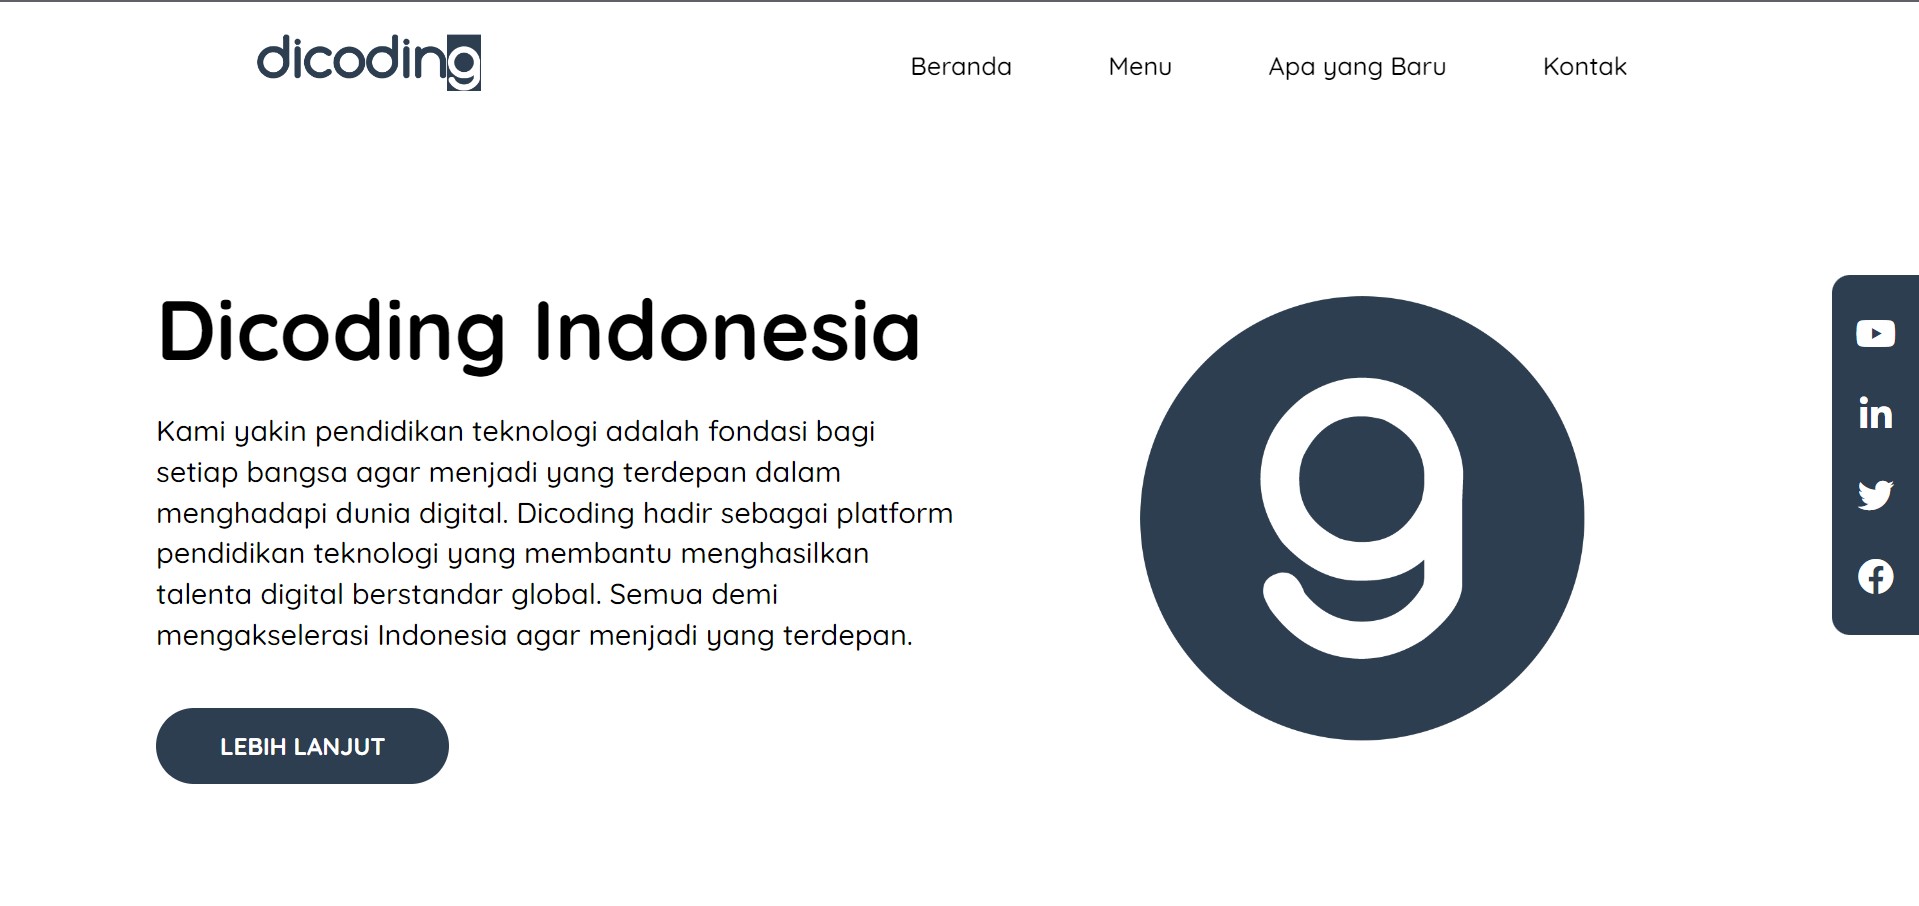 dicoding
Beranda
Menu
Apa yang Baru
Kontak
Dicoding Indonesia
Kami yakin pendidikan teknologi adalah fondasi bagi
setiap bangsa agar menjadi yang terdepan dalam
menghadapi dunia digital. Dicoding hadir sebagai platform
pendidikan teknologi yang membantu menghasilkan
talenta digital berstandar global. Semua demi
mengakselerasi Indonesia agar menjadi yang terdepan.
LEBIH LANJUT
g
in